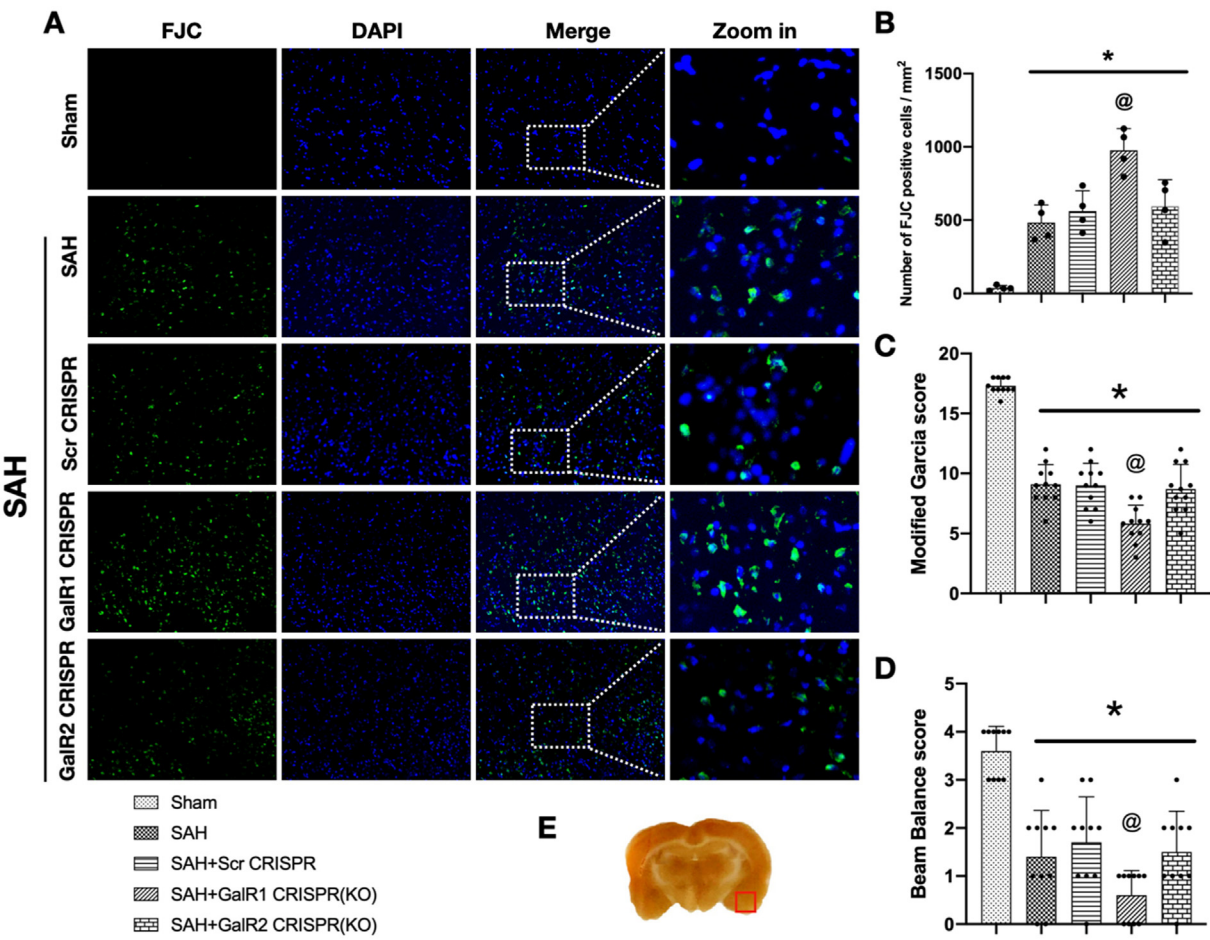 A
FJC
DAPI
Merge
Zoom in
Sham
SAH
Scr CRISPR
GalR1 CRISPR
GalR2 CRISPR
SAH
Sham
SAH
SAH+Scr CRISPR
SAH+GalR1 CRISPR(KO)
SAH+GalR2 CRISPR(KO)
B
Number of FJC positive cells / mm²
1500
1000
500
0
*
@
C
Modified Garcia score
20
15
10
5
0
*
@
D
Beam Balance score
5
4
3
2
1
0
*
@
E